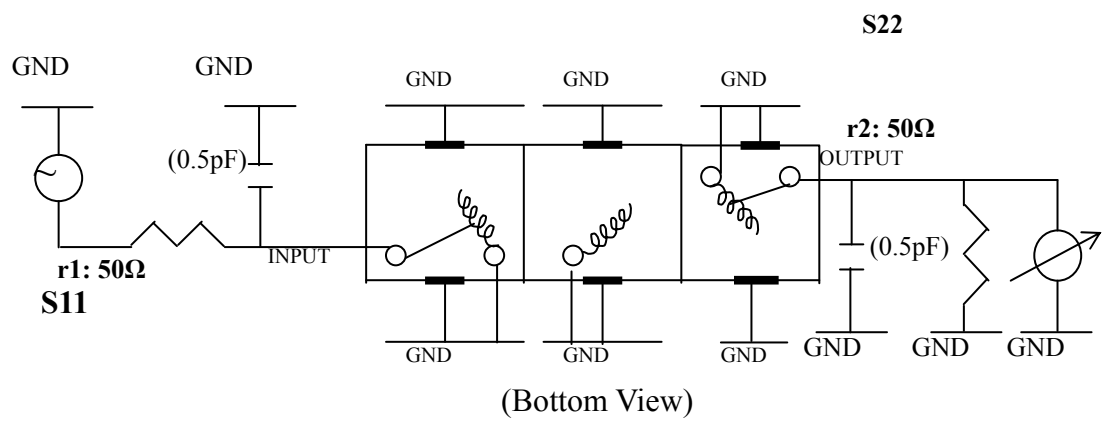 S22
GND
GND
GND
GND
GND
r2: 50Ω
(0.5pF)
OUTPUT
INPUT
(0.5pF)
r1: 50Ω
S11
GND
GND
GND
GND
GND
GND
(Bottom View)